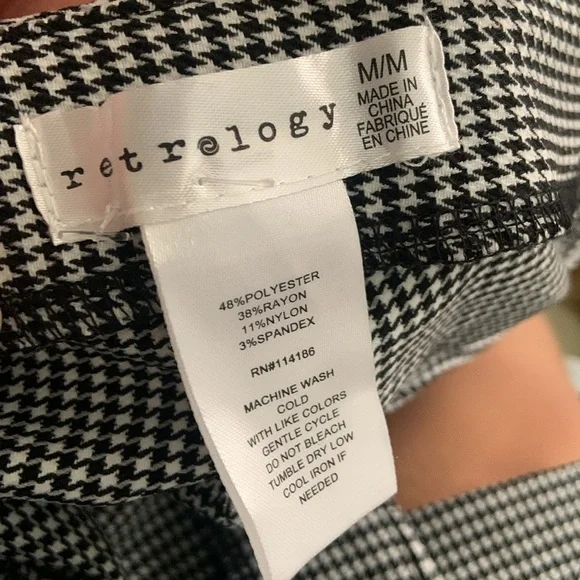 retrology
M/M
MADE IN
CHINA
FABRIQUÉ
EN CHINE
48%POLYESTER
38%RAYON
11%NYLON
3%SPANDEX
RN#114186
MACHINE WASH
COLD
WITH LIKE COLORS
GENTLE CYCLE
DO NOT BLEACH
TUMBLE DRY LOW
COOL IRON IF
NEEDED